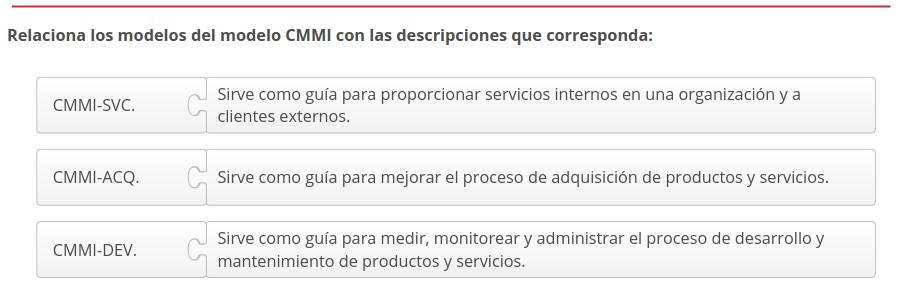 Relaciona los modelos del modelo CMMI con las descripciones que corresponda:
CMMI-SVC.
Sirve como guía para proporcionar servicios internos en una organización y a
clientes externos.
CMMI-ACQ.
Sirve como guía para mejorar el proceso de adquisición de productos y servicios.
CMMI-DEV.
Sirve como guía para medir, monitorear y administrar el proceso de desarrollo y
mantenimiento de productos y servicios.